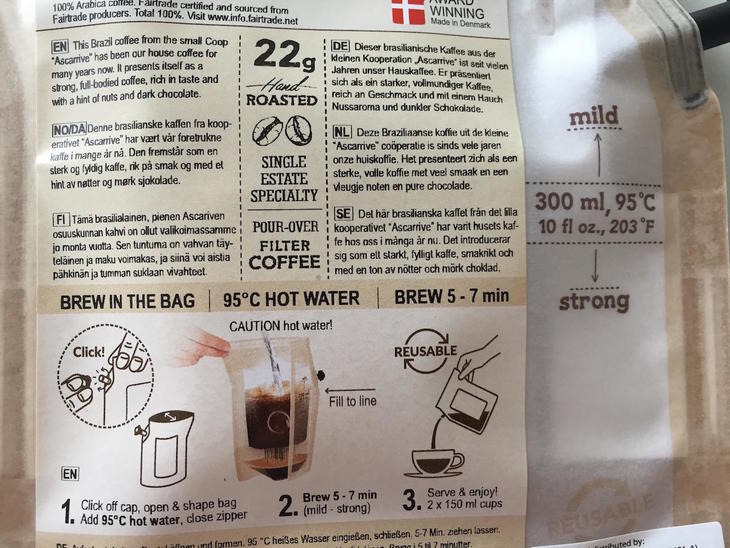 100% Arabica coffee. Fairtrade certified and sourced from
Fairtrade producers. Total 100%. Visit www.info.fairtrade.net
AWARD
WINNING
Made in Denmark
EN This Brazil coffee from the small Coop
"Ascarrive" has been our house coffee for
many years now. It presents itself as a
strong, full-bodied coffee, rich in taste and
with a hint of nuts and dark chocolate.
NO/DA Denne brasilianske kaffen fra koop-
erativet "Ascarrive" har vært vår foretrukne
kaffe i mange år nå. Den fremstår som en
sterk og fyldig kaffe, rik på smak og med et
hint av nøtter og mørk sjokolade.
FI Tämä brasilialainen, pienen Ascariven
osuuskunnan kahvi on ollut valikoimassamme
jo monta vuotta. Sen tuntuma on vahvan täy-
teläinen ja maku voimakas, ja siinä voi aistia
pähkinän ja tumman suklaan vivahteet.
22g
Hand
ROASTED
SINGLE
ESTATE
SPECIALTY
POUR-OVER
FILTER
COFFEE
DE Dieser brasilianische Kaffee aus der
kleinen Kooperation „Ascarrive" ist seit vielen
Jahren unser Hauskaffee. Er präsentiert
sich als ein starker, vollmundiger Kaffee,
reich an Geschmack und mit einem Hauch
Nussaroma und dunkler Schokolade.
NL Deze Braziliaanse koffie uit de kleine
"Ascarrive" coöperatie is sinds vele jaren
onze huiskoffie. Het presenteert zich als een
sterke, volle koffie met veel smaak en een
vleugje noten en pure chocolade.
SE Det här brasilianska kaffet från det lilla
kooperativet "Ascarrive" har varit husets kaf-
fe hos oss i många år nu. Det introducerar
sig som ett starkt, fylligt kaffe, smakrikt och
med en ton av nötter och mörk choklad.
mild
300 ml, 95°C
10 fl oz., 203°F
strong
BREW IN THE BAG
95°C HOT WATER
BREW 5 - 7 min
Click!
CAUTION hot water!
Fill to line
REUSABLE
EN
1. Click off cap, open & shape bag
Add 95°C hot water, close zipper
2. Brew 5 - 7 min
(mild - strong)
3. Serve & enjoy!
2 x 150 ml cups
REUSABLE
und formen. 95 °C heißes Wasser eingießen, schließen. 5-7 Min. ziehen lassen.
by: